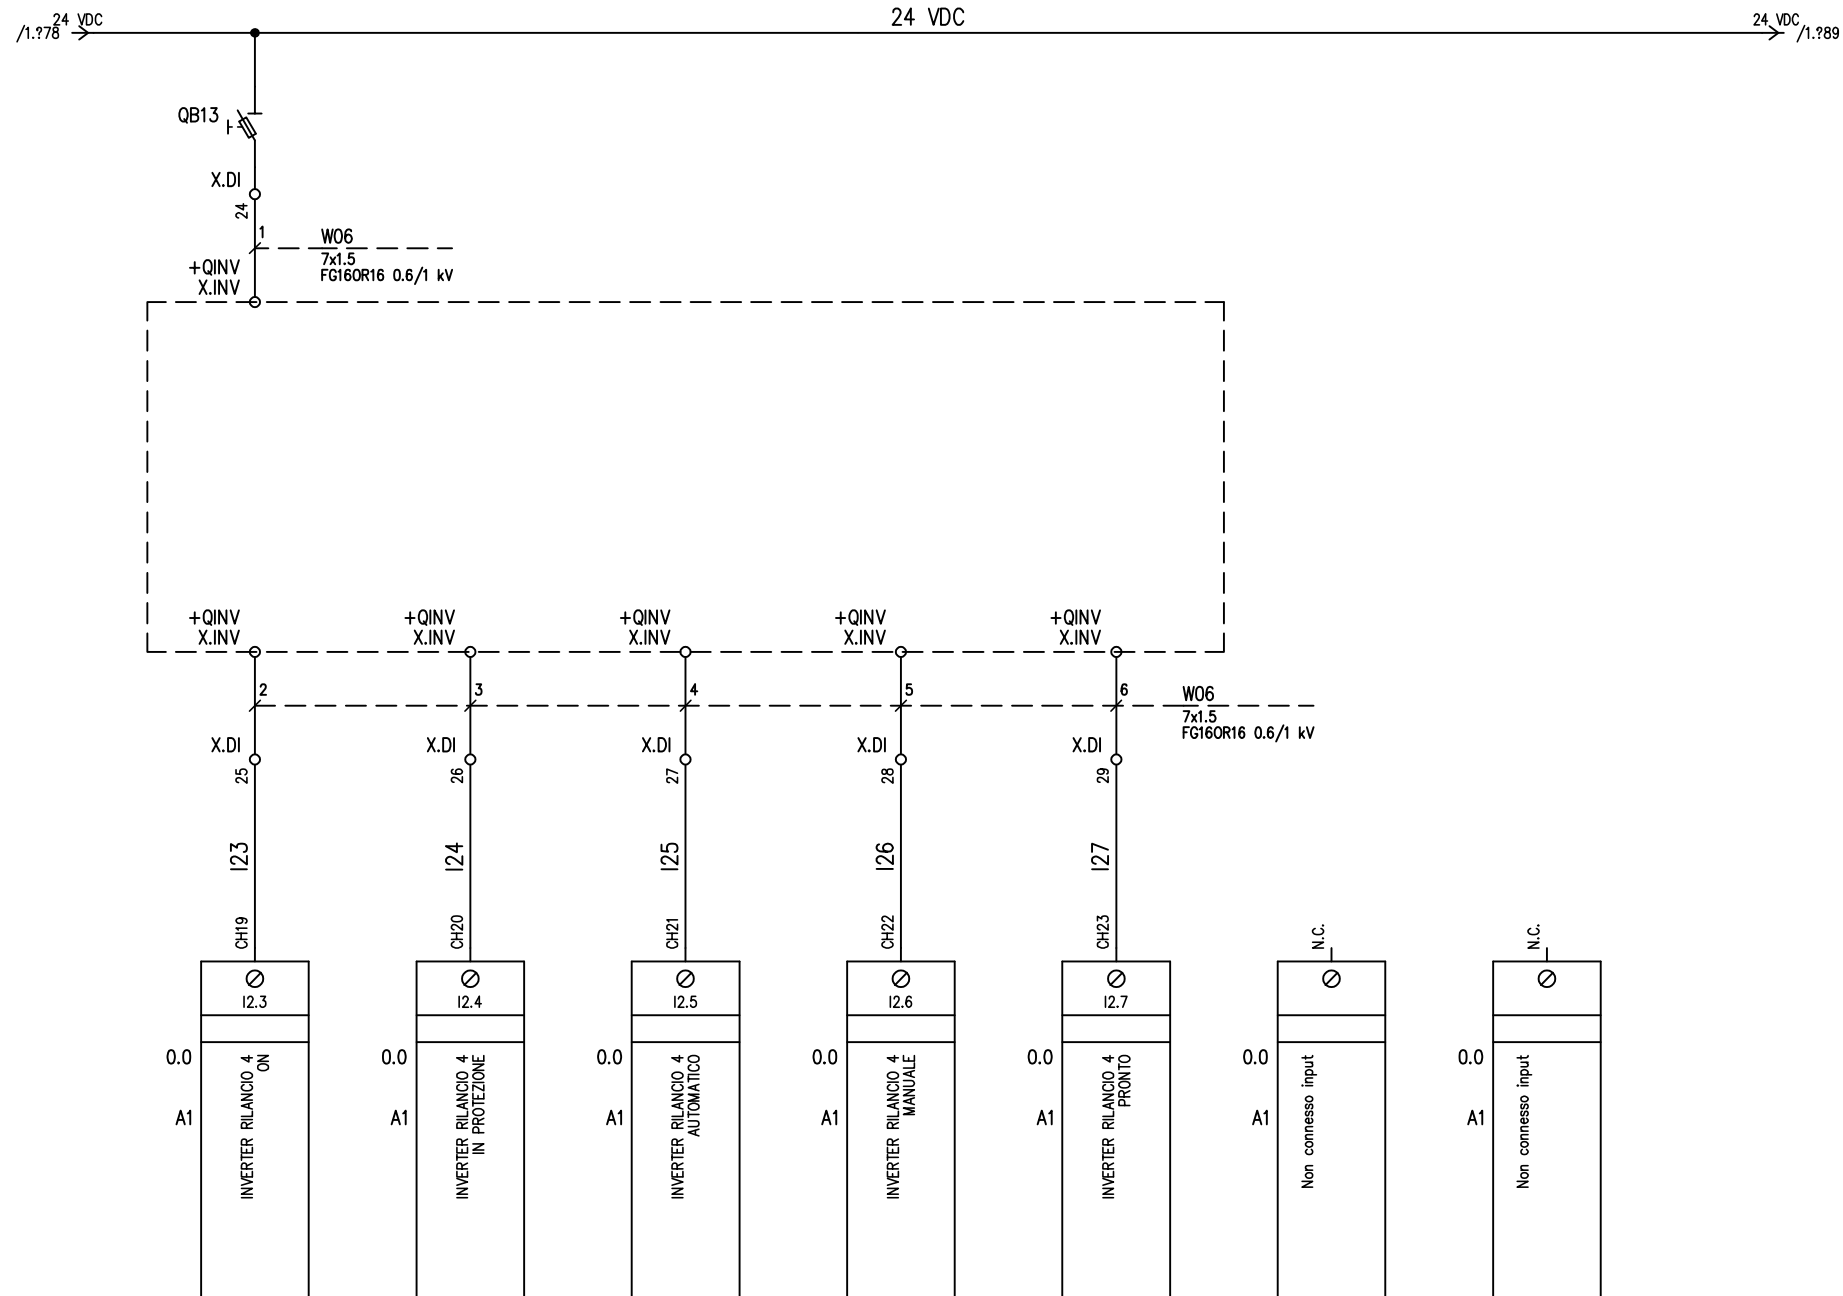 24 VDC
24 VDC
24 VDC
/1.?78
/1.?89
QB13
X.DI
24
1
W06
7x1.5
FG16OR16 0.6/1 kV
+QINV
X.INV
+QINV
X.INV
+QINV
X.INV
+QINV
X.INV
+QINV
X.INV
+QINV
X.INV
2
3
4
5
6
W06
7x1.5
FG16OR16 0.6/1 kV
X.DI
X.DI
X.DI
X.DI
X.DI
25
26
27
28
29
I23
I24
I25
I26
I27
CH19
CH20
CH21
CH22
CH23
N.C.
N.C.
I2.3
I2.4
I2.5
I2.6
I2.7
0.0
A1
INVERTER RILANCIO 4
ON
0.0
A1
INVERTER RILANCIO 4
IN PROTEZIONE
0.0
A1
INVERTER RILANCIO 4
AUTOMATICO
0.0
A1
INVERTER RILANCIO 4
MANUALE
0.0
A1
INVERTER RILANCIO 4
PRONTO
0.0
A1
Non connesso input
0.0
A1
Non connesso input